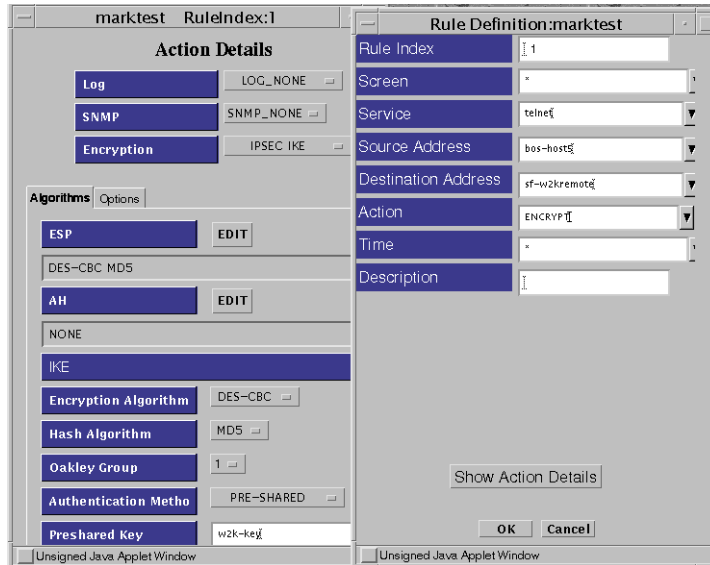 marktest RuleIndex:1
Action Details
Log LOG_NONE
SNMP SNMP_NONE
Encryption IPSEC IKE
Algorithms Options
ESP EDIT
DES-CBC MD5
AH EDIT
NONE
IKE
Encryption Algorithm DES-CBC
Hash Algorithm MD5
Oakley Group 1
Authentication Metho PRE-SHARED
Preshared Key w2k-key
Unsigned Java Applet Window
Rule Definition:marktest
Rule Index 1
Screen *
Service telnet
Source Address bos-host5
Destination Address sf-w2kremote
Action ENCRYPT
Time *
Description
Show Action Details
OK Cancel
Unsigned Java Applet Window